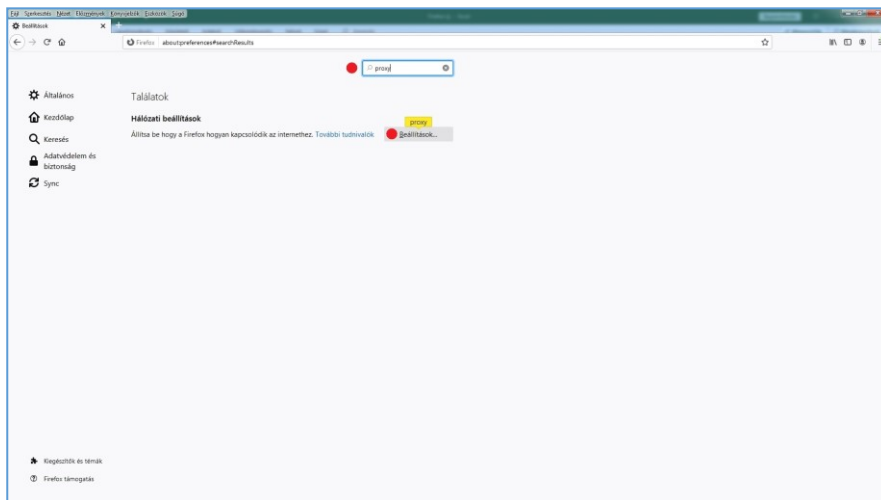 Fájl Szerkesztés Nézet Előzmények Könyvjelzők Eszközök Súgó
Beállítások
Firefox about:preferences#searchResults
proxy
Általános
Kezdőlap
Keresés
Adatvédelem és
biztonság
Sync
Találatok
Hálózati beállítások
proxy
Állítsa be hogy a Firefox hogyan kapcsolódik az internethez. További tudnivalók Beállítások...
Kiegészítők és témák
Firefox támogatás